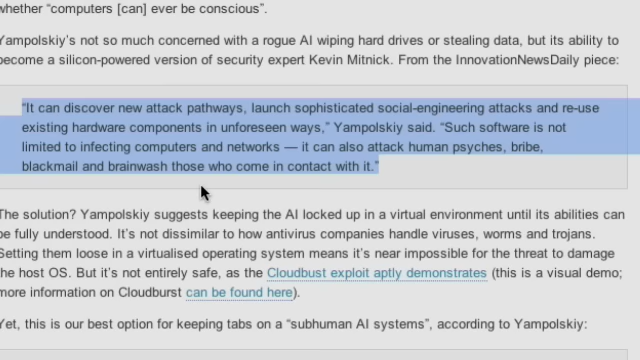 whether “computers [can] ever be conscious”.
Yampolskiy’s not so much concerned with a rogue AI wiping hard drives or stealing data, but its ability to
become a silicon-powered version of security expert Kevin Mitnick. From the InnovationNewsDaily piece:
“It can discover new attack pathways, launch sophisticated social-engineering attacks and re-use
existing hardware components in unforeseen ways,” Yampolskiy said. “Such software is not
limited to infecting computers and networks — it can also attack human psyches, bribe,
blackmail and brainwash those who come in contact with it.”
The solution? Yampolskiy suggests keeping the AI locked up in a virtual environment until its abilities can
be fully understood. It’s not dissimilar to how antivirus companies handle viruses, worms and trojans.
Setting them loose in a virtualised operating system means it’s near impossible for the threat to damage
the host OS. But it’s not entirely safe, as the Cloudbust exploit aptly demonstrates (this is a visual demo;
more information on Cloudburst can be found here).
Yet, this is our best option for keeping tabs on a “subhuman AI systems”, according to Yampolskiy: